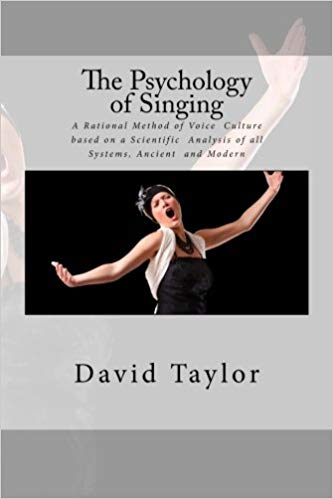 The Psychology
of Singing
A Rational Method of Voice Culture
based on a Scientific Analysis of all
Systems, Ancient and Modern
David Taylor